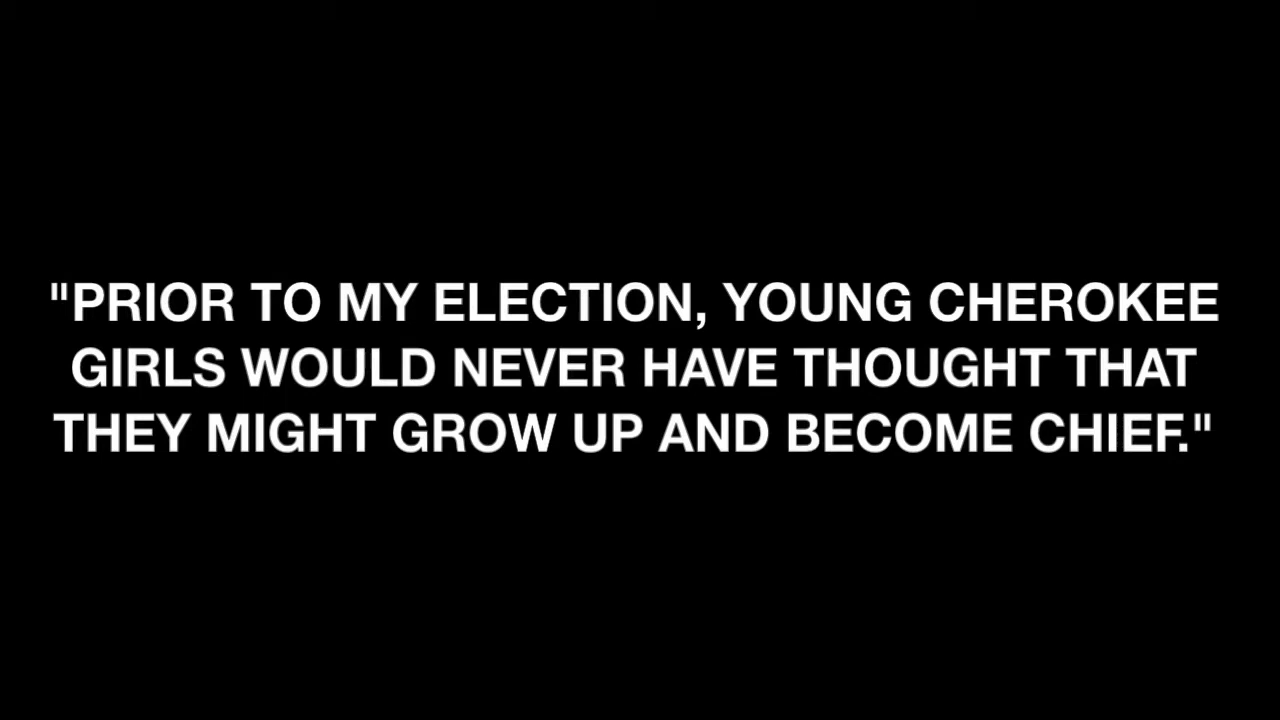 "PRIOR TO MY ELECTION, YOUNG CHEROKEE
GIRLS WOULD NEVER HAVE THOUGHT THAT
THEY MIGHT GROW UP AND BECOME CHIEF."